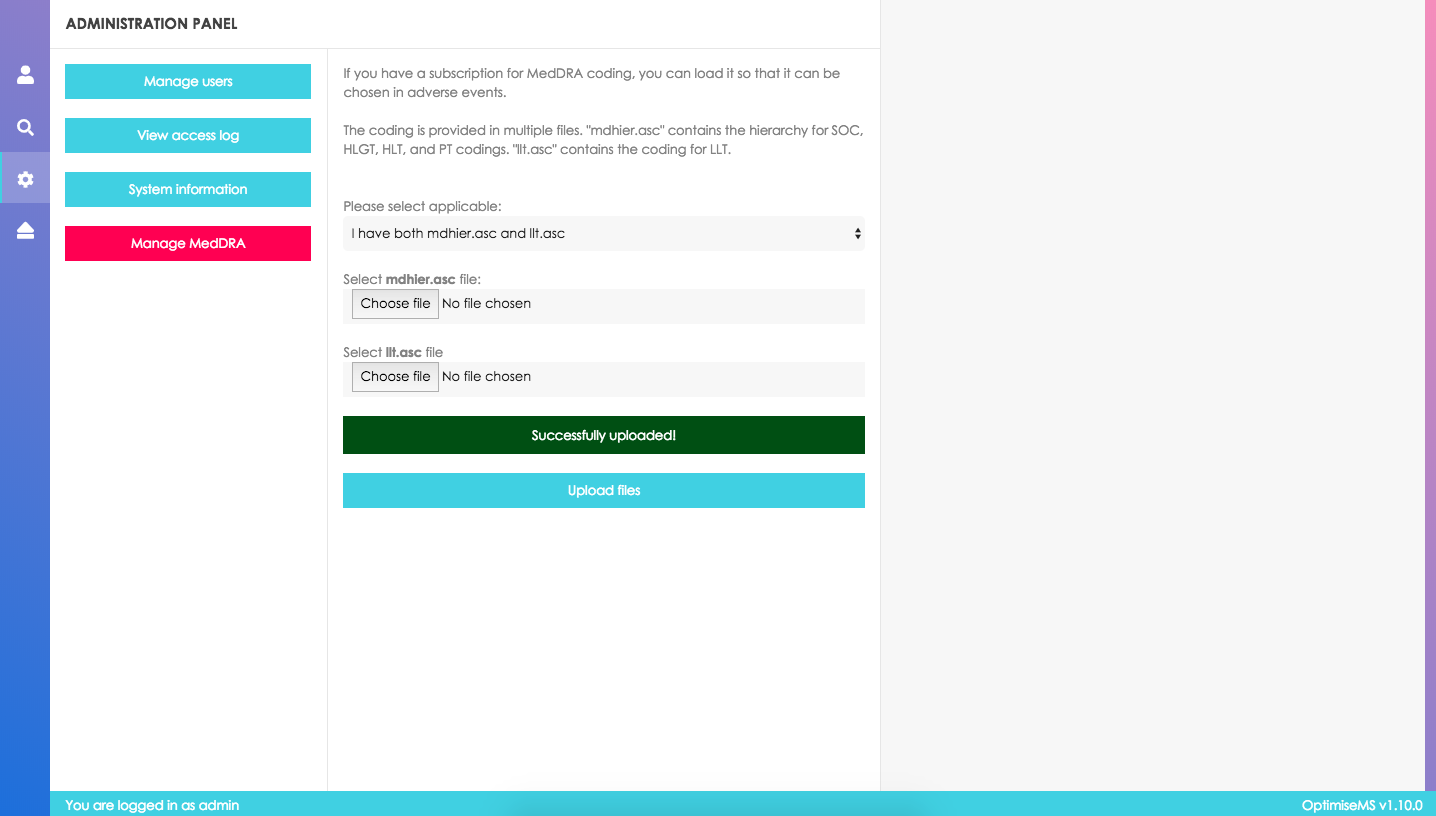 ADMINISTRATION PANEL
Manage users
View access log
System information
Manage MedDRA
If you have a subscription for MedDRA coding, you can load it so that it can be
chosen in adverse events.
The coding is provided in multiple files. "mdhier.asc" contains the hierarchy for SOC,
HLGT, HLT, and PT codings. "llt.asc" contains the coding for LLT.
Please select applicable:
I have both mdhier.asc and llt.asc
Select mdhier.asc file:
Choose file No file chosen
Select llt.asc file
Choose file No file chosen
Successfully uploaded!
Upload files
You are logged in as admin
OptimiseMS v1.10.0